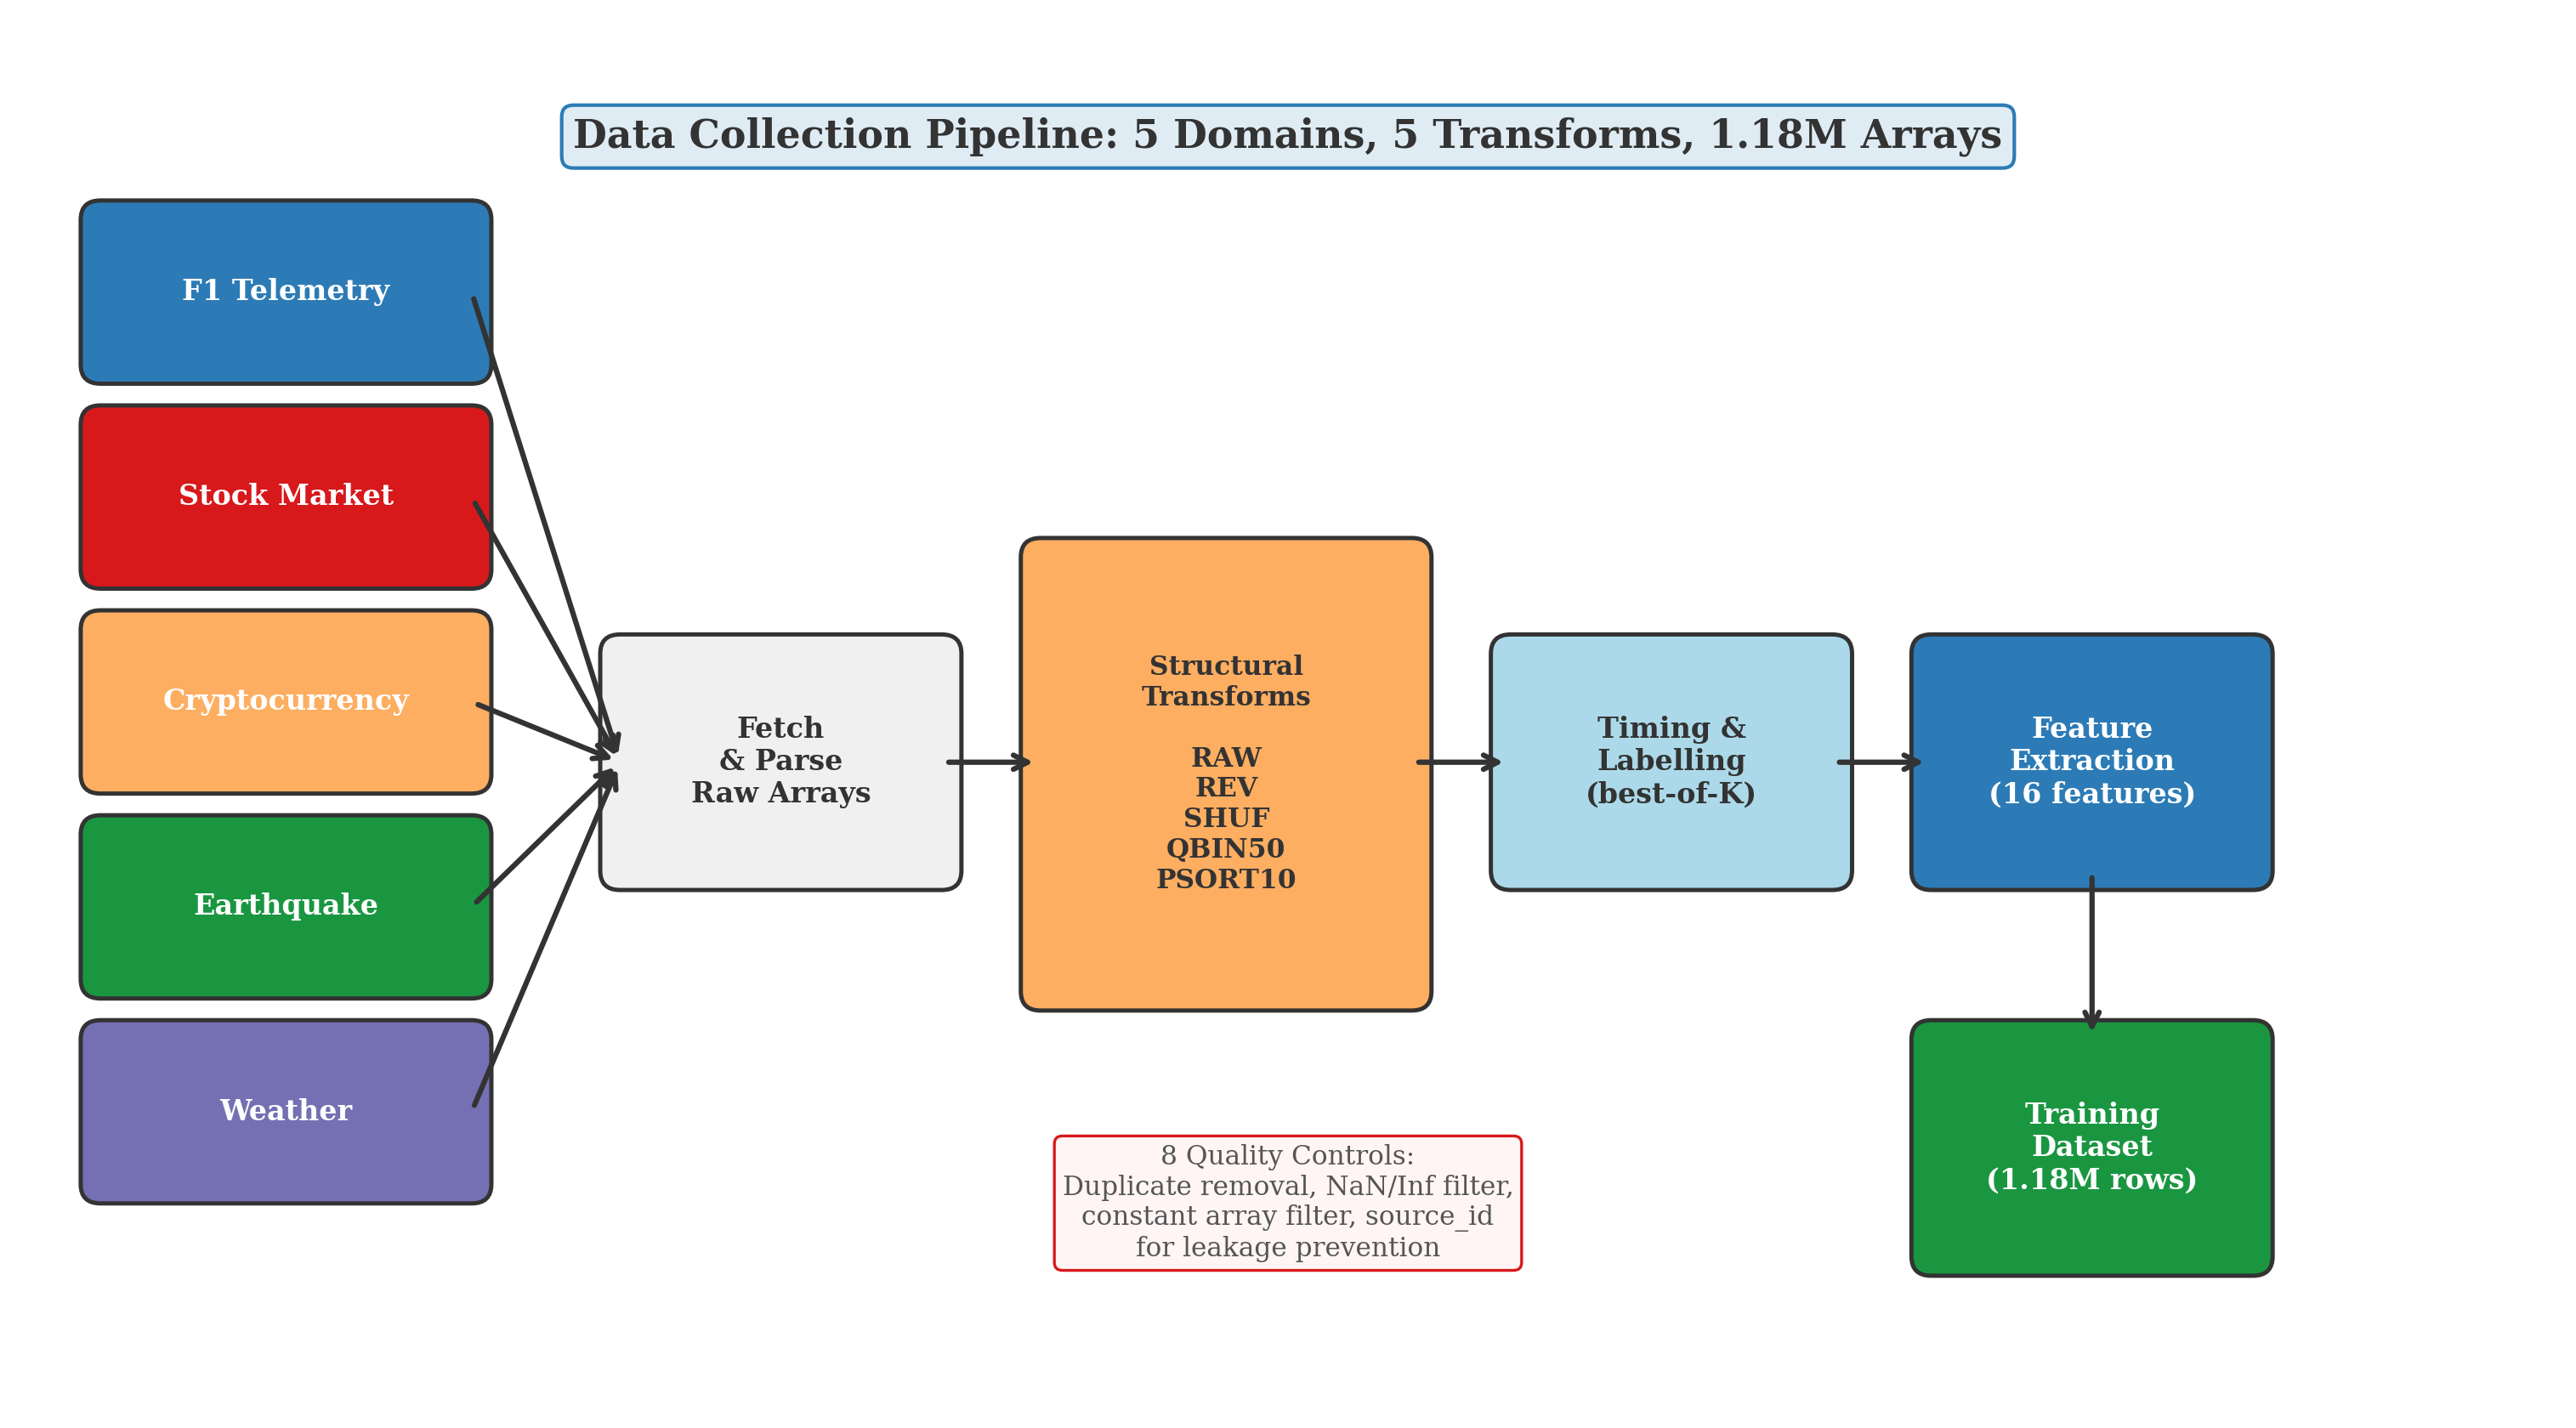 Data Collection Pipeline: 5 Domains, 5 Transforms, 1.18M Arrays
F1 Telemetry
Stock Market
Cryptocurrency
Earthquake
Weather
Fetch
& Parse
Raw Arrays
Structural
Transforms
RAW
REV
SHUF
QBIN50
PSORT10
Timing &
Labelling
(best-of-K)
Feature
Extraction
(16 features)
Training
Dataset
(1.18M rows)
8 Quality Controls:
Duplicate removal, NaN/Inf filter,
constant array filter, source_id
for leakage prevention